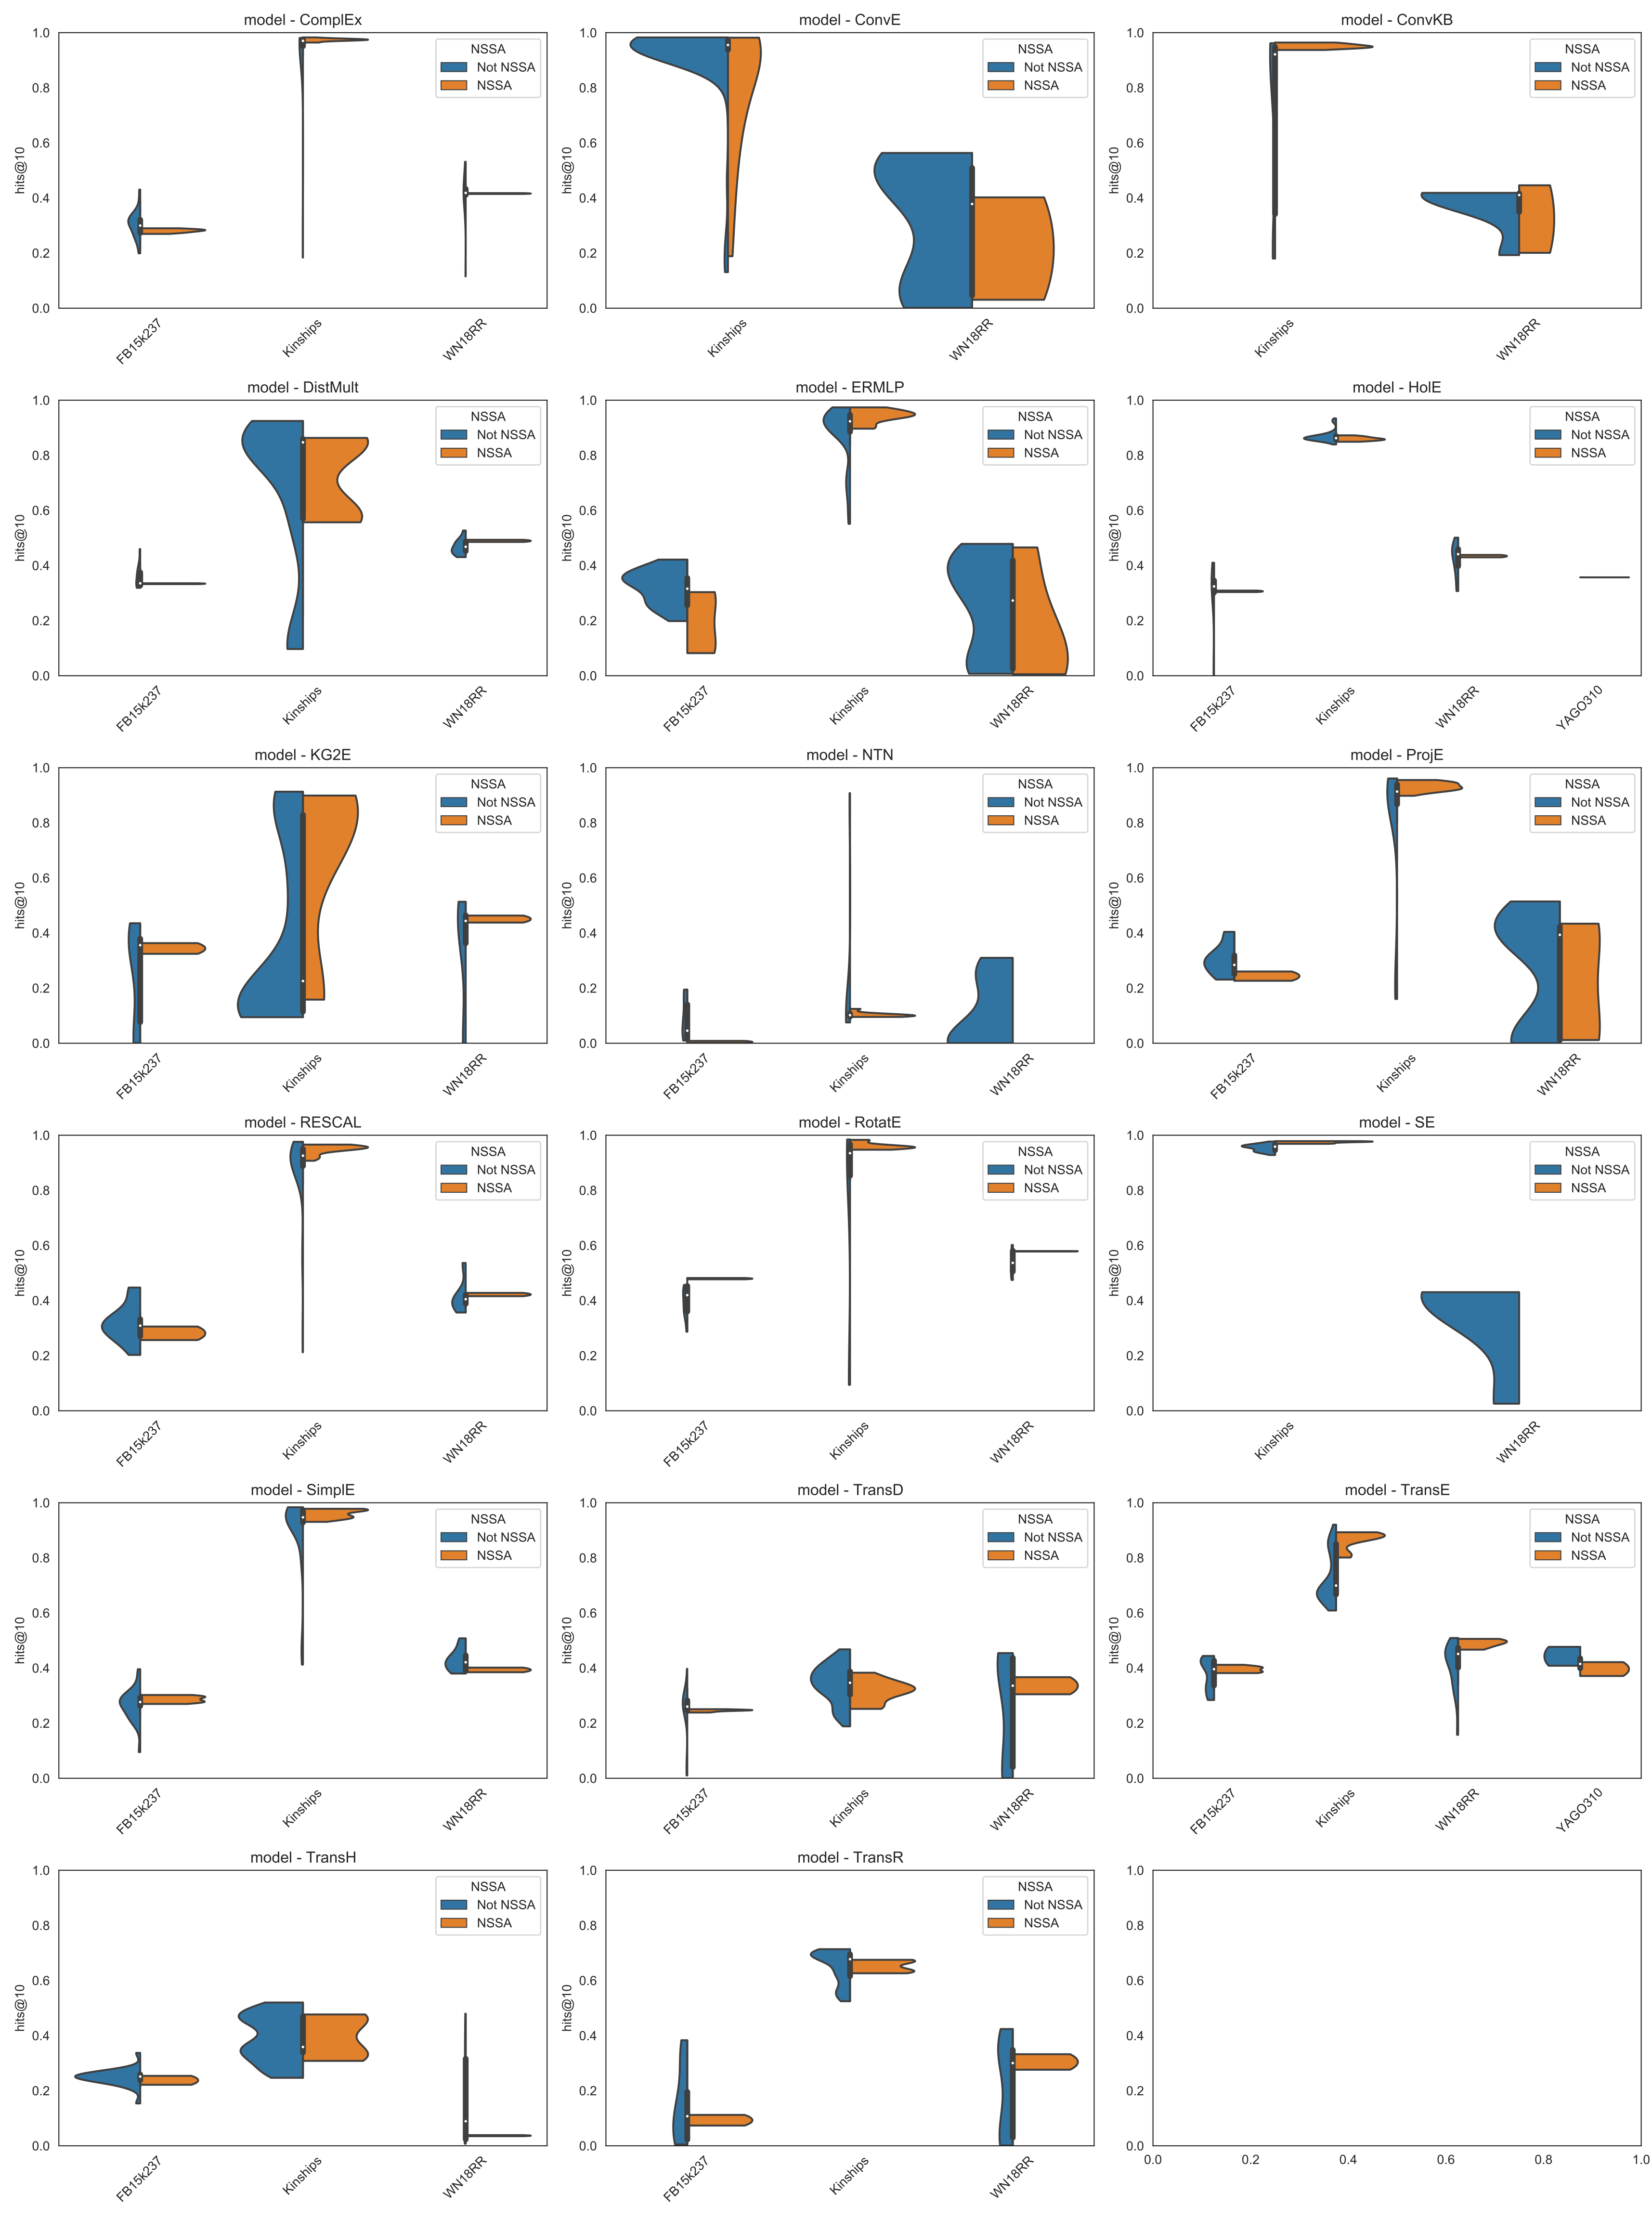 model - ComplEx
model - ConvE
model - ConvKB
1.0
0.8
0.6
0.4
0.2
0.0
hits@10
NSSA
Not NSSA
NSSA
FB15k237
Kinships
WN18RR
1.0
0.8
0.6
0.4
0.2
0.0
hits@10
NSSA
Not NSSA
NSSA
Kinships
WN18RR
1.0
0.8
0.6
0.4
0.2
0.0
hits@10
NSSA
Not NSSA
NSSA
Kinships
WN18RR
model - DistMult
model - ERMLP
model - HolE
1.0
0.8
0.6
0.4
0.2
0.0
hits@10
NSSA
Not NSSA
NSSA
FB15k237
Kinships
WN18RR
1.0
0.8
0.6
0.4
0.2
0.0
hits@10
NSSA
Not NSSA
NSSA
FB15k237
Kinships
WN18RR
1.0
0.8
0.6
0.4
0.2
0.0
hits@10
NSSA
Not NSSA
NSSA
FB15k237
Kinships
WN18RR
YAGO310
model - KG2E
model - NTN
model - ProjE
1.0
0.8
0.6
0.4
0.2
0.0
hits@10
NSSA
Not NSSA
NSSA
FB15k237
Kinships
WN18RR
1.0
0.8
0.6
0.4
0.2
0.0
hits@10
NSSA
Not NSSA
NSSA
FB15k237
Kinships
WN18RR
1.0
0.8
0.6
0.4
0.2
0.0
hits@10
NSSA
Not NSSA
NSSA
FB15k237
Kinships
WN18RR
model - RESCAL
model - RotatE
model - SE
1.0
0.8
0.6
0.4
0.2
0.0
hits@10
NSSA
Not NSSA
NSSA
FB15k237
Kinships
WN18RR
1.0
0.8
0.6
0.4
0.2
0.0
hits@10
NSSA
Not NSSA
NSSA
FB15k237
Kinships
WN18RR
1.0
0.8
0.6
0.4
0.2
0.0
hits@10
NSSA
Not NSSA
NSSA
Kinships
WN18RR
model - SimplE
model - TransD
model - TransE
1.0
0.8
0.6
0.4
0.2
0.0
hits@10
NSSA
Not NSSA
NSSA
FB15k237
Kinships
WN18RR
1.0
0.8
0.6
0.4
0.2
0.0
hits@10
NSSA
Not NSSA
NSSA
FB15k237
Kinships
WN18RR
1.0
0.8
0.6
0.4
0.2
0.0
hits@10
NSSA
Not NSSA
NSSA
FB15k237
Kinships
WN18RR
YAGO310
model - TransH
model - TransR
1.0
0.8
0.6
0.4
0.2
0.0
hits@10
NSSA
Not NSSA
NSSA
FB15k237
Kinships
WN18RR
1.0
0.8
0.6
0.4
0.2
0.0
hits@10
NSSA
Not NSSA
NSSA
FB15k237
Kinships
WN18RR
1.0
0.8
0.6
0.4
0.2
0.0
0.0 0.2 0.4 0.6 0.8 1.0